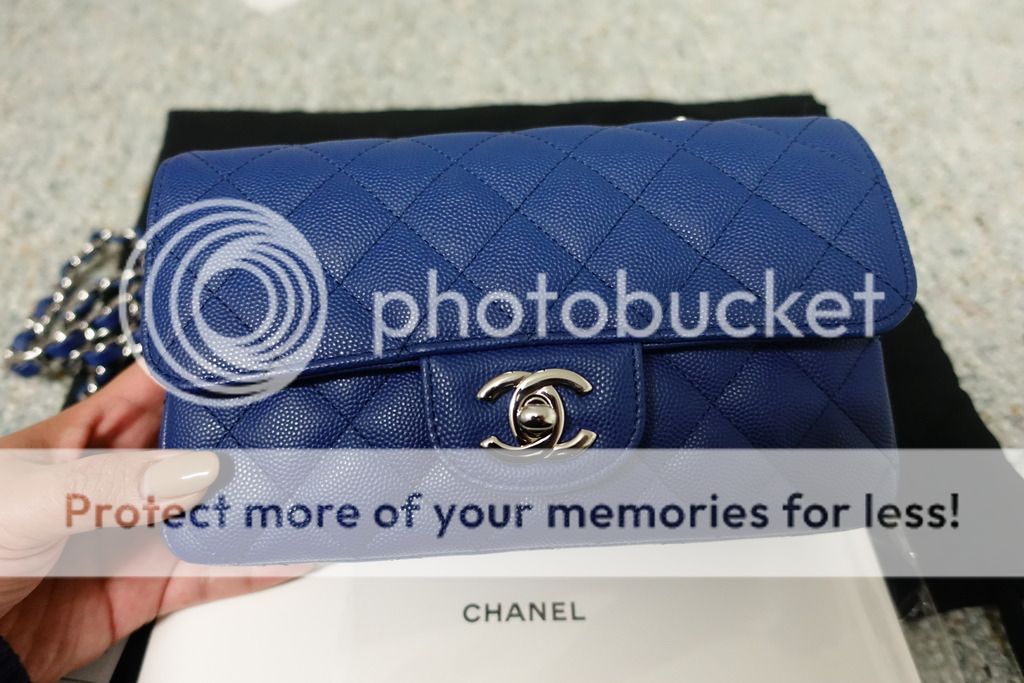 photobucket
Protect more of your memories for less!
CHANEL